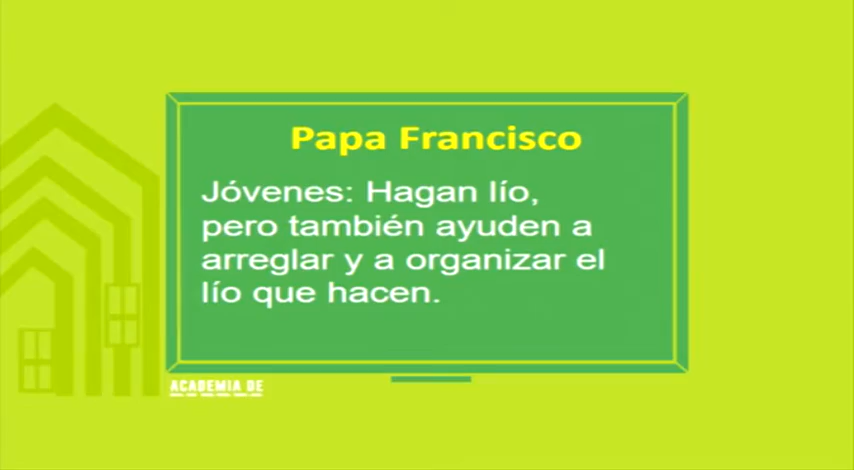 Papa Francisco
Jóvenes: Hagan lío,
pero también ayuden a
arreglar y a organizar el
lío que hacen.
ACADEMIA DE